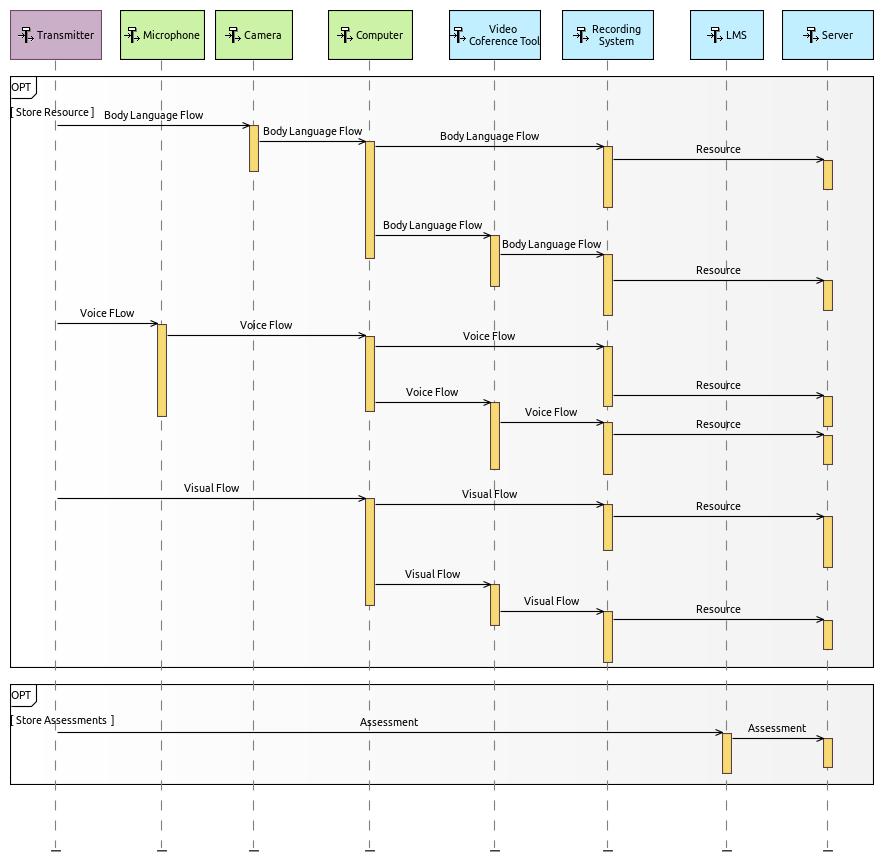 Transmitter
Microphone
Camera
Computer
Video
Coference Tool
Recording
System
LMS
Server
OPT
[ Store Resource ]
Body Language Flow
Body Language Flow
Body Language Flow
Resource
Body Language Flow
Body Language Flow
Resource
Voice FLow
Voice Flow
Voice Flow
Resource
Voice Flow
Voice Flow
Resource
Visual Flow
Visual Flow
Resource
Visual Flow
Visual Flow
Resource
OPT
[ Store Assessments ]
Assessment
Assessment